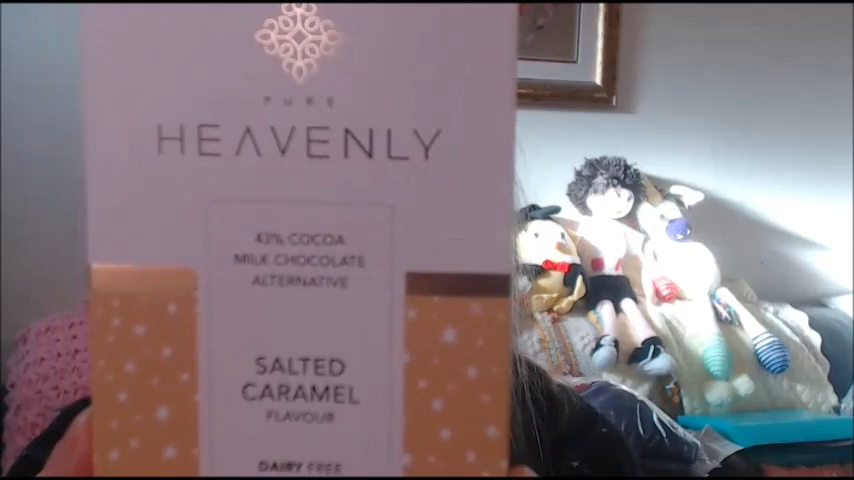 PURE
HEAVENLY
43% COCOA
MILK CHOCOLATE
ALTERNATIVE
SALTED
CARAMEL
FLAVOUR
DAIRY FREE